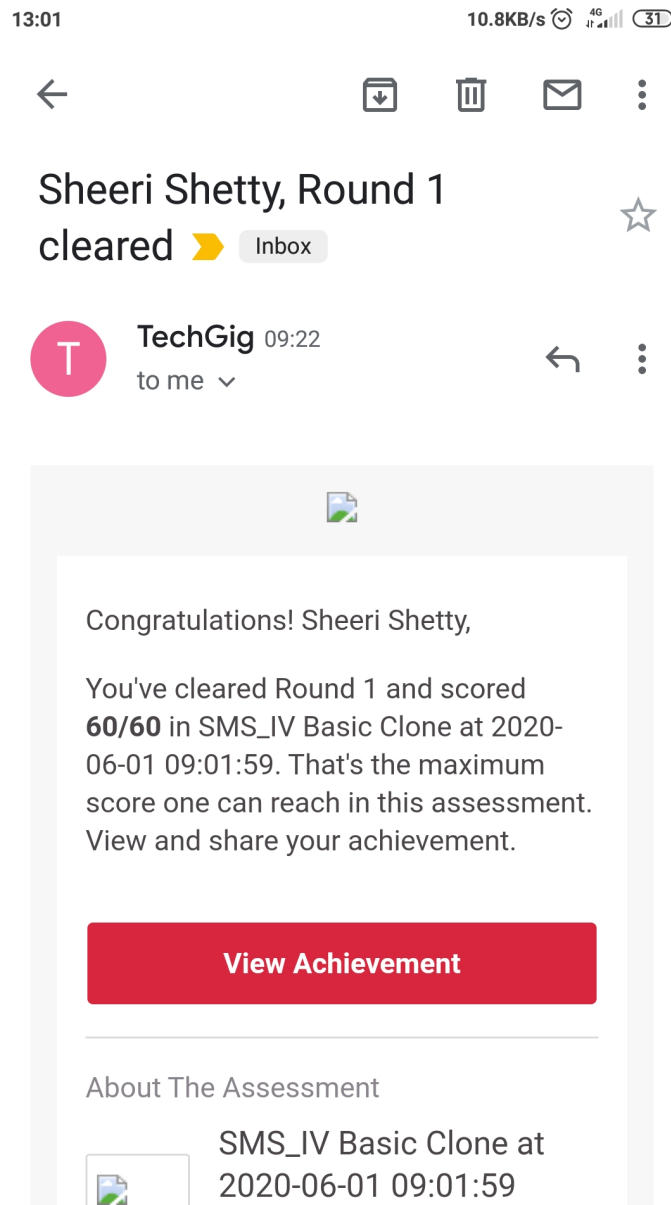 13:01 10.8KB/s 4G 31
Sheeri Shetty, Round 1
cleared Inbox
T TechGig 09:22
to me
Congratulations! Sheeri Shetty,
You've cleared Round 1 and scored
60/60 in SMS_IV Basic Clone at 2020-
06-01 09:01:59. That's the maximum
score one can reach in this assessment.
View and share your achievement.
View Achievement
About The Assessment
SMS_IV Basic Clone at
2020-06-01 09:01:59